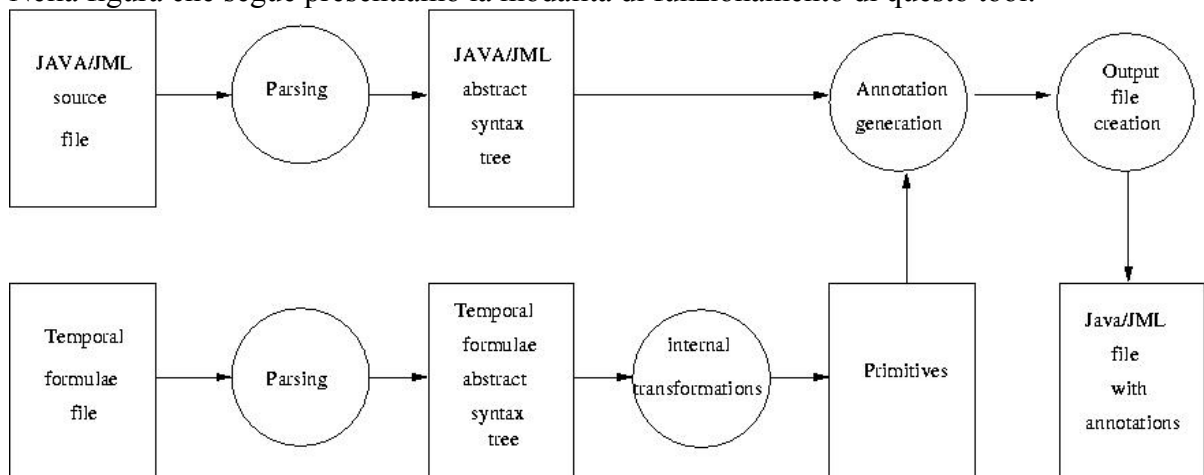 Nella figura che segue presentiamo la modalità di funzionamento di questo tool.
JAVA/JML
source
file
Parsing
JAVA/JML
abstract
syntax
tree
Annotation
generation
Output
file
creation
Temporal
formulae
file
Parsing
Temporal
formulae
abstract
syntax
tree
internal
transformations
Primitives
Java/JML
file
with
annotations